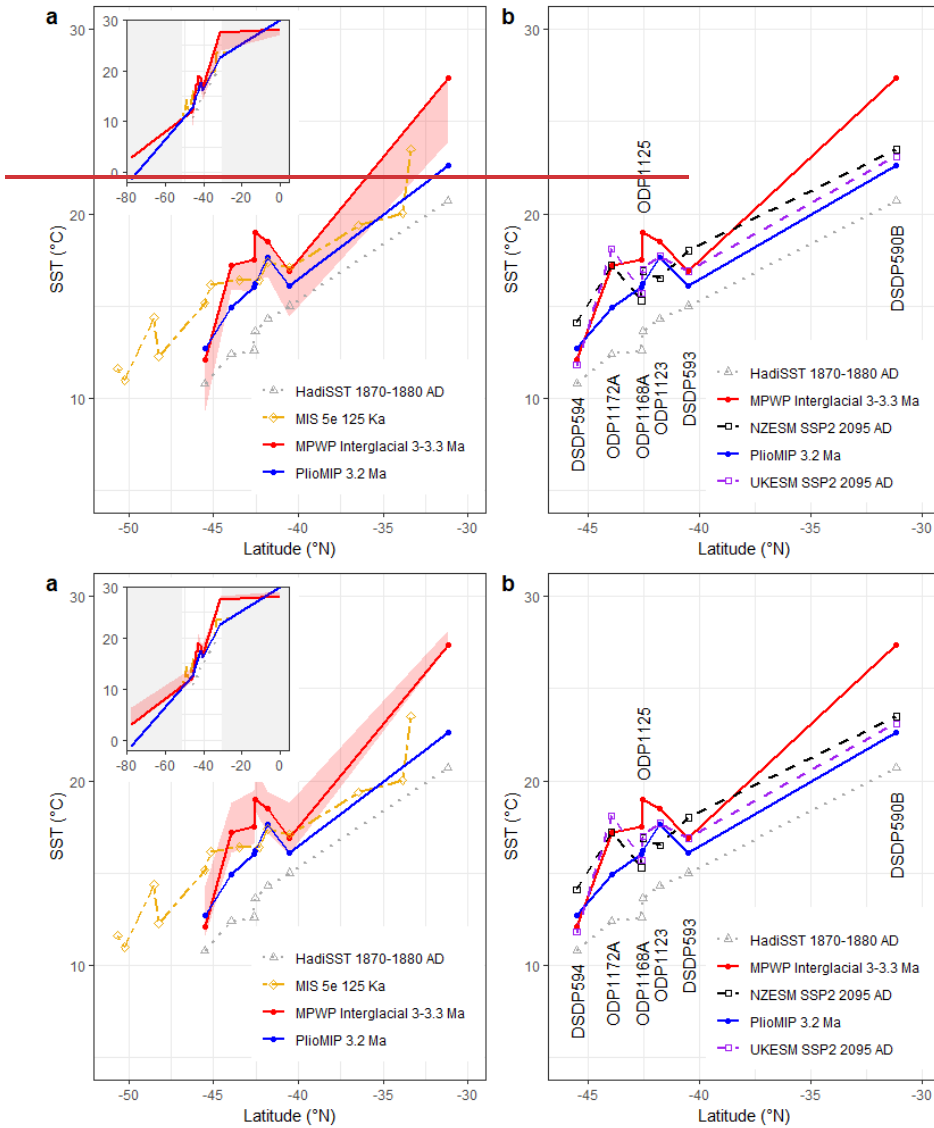 a
b
30
20
10
SST (°C)
30
20
10
0
-80
-60
-40
-20
0
HadiSST 1870-1880 AD
MIS 5e 125 Ka
MPWP Interglacial 3-3.3 Ma
PlioMIP 3.2 Ma
-50
-45
-40
-35
-30
Latitude (°N)
30
20
10
SST (°C)
DSDP594
ODP1172A
ODP1168A
ODP1125
ODP1123
DSDP593
DSDP590B
HadiSST 1870-1880 AD
MPWP Interglacial 3-3.3 Ma
NZESM SSP2 2095 AD
PlioMIP 3.2 Ma
UKESM SSP2 2095 AD
-45
-40
-35
-30
Latitude (°N)
a
b
30
20
10
SST (°C)
30
20
10
0
-80
-60
-40
-20
0
HadiSST 1870-1880 AD
MIS 5e 125 Ka
MPWP Interglacial 3-3.3 Ma
PlioMIP 3.2 Ma
-50
-45
-40
-35
-30
Latitude (°N)
30
20
10
SST (°C)
DSDP594
ODP1172A
ODP1168A
ODP1125
ODP1123
DSDP593
DSDP590B
HadiSST 1870-1880 AD
MPWP Interglacial 3-3.3 Ma
NZESM SSP2 2095 AD
PlioMIP 3.2 Ma
UKESM SSP2 2095 AD
-45
-40
-35
-30
Latitude (°N)